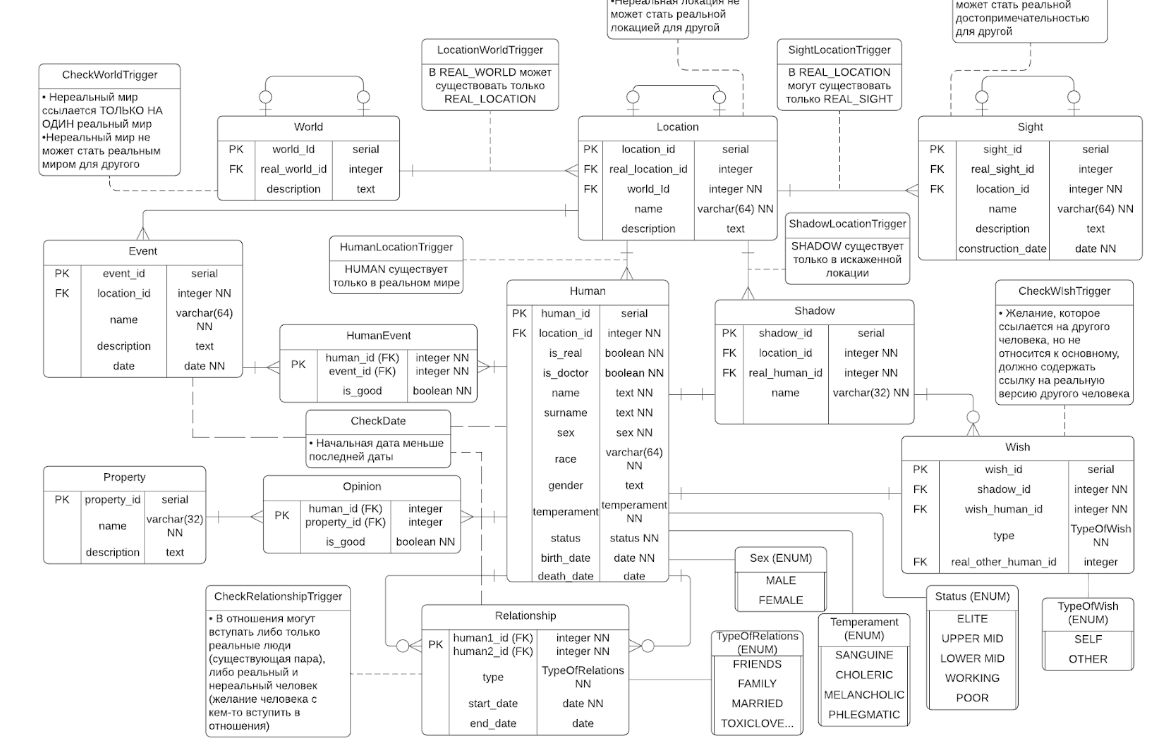 •Нереальная локация не
может стать реальной
локацией для другой
может стать реальной
достопримечательностью
для другой
LocationWorldTrigger
В REAL_WORLD может
существовать только
REAL_LOCATION
SightLocationTrigger
В REAL_LOCATION
могут существовать
только REAL_SIGHT
CheckWorldTrigger
• Нереальный мир
ссылается ТОЛЬКО НА
ОДИН реальный мир
•Нереальный мир не
может стать реальным
миром для другого
World
PK world_Id serial
FK real_world_id integer
description text
Location
PK location_id serial
FK real_location_id integer
FK world_Id integer NN
name varchar(64) NN
description text
Sight
PK sight_id serial
FK real_sight_id integer
FK location_id integer NN
name varchar(64) NN
description text
construction_date date NN
Event
PK event_id serial
FK location_id integer NN
name varchar(64)
NN
description text
date date NN
HumanLocationTrigger
HUMAN существует
только в реальном мире
ShadowLocationTrigger
SHADOW существует
только в искаженной
локации
Human
PK human_id serial
FK location_id integer NN
is_real boolean NN
is_doctor boolean NN
name text NN
surname text NN
sex sex NN
race varchar(64)
NN
gender text
temperament temperament
NN
status status NN
birth_date date NN
death_date date
Shadow
PK shadow_id serial
FK location_id integer NN
FK real_human_id integer NN
name varchar(32) NN
CheckWIshTrigger
• Желание, которое
ссылается на другого
человека, но не
относится к основному,
должно содержать
ссылку на реальную
версию другого человека
HumanEvent
PK human_id (FK) integer NN
event_id (FK) integer NN
is_good boolean NN
CheckDate
• Начальная дата меньше
последней даты
Wish
PK wish_id serial
FK shadow_id integer NN
FK wish_human_id integer NN
type TypeOfWish
NN
FK real_other_human_id integer
Property
PK property_id serial
name varchar(32)
NN
description text
Opinion
PK human_id (FK) integer
property_id (FK) integer
is_good boolean NN
CheckRelationshipTrigger
• В отношения могут
вступать либо только
реальные люди
(существующая пара),
либо реальный и
нереальный человек
(желание человека с
кем-то вступить в
отношения)
Relationship
PK human1_id (FK) integer NN
human2_id (FK) integer NN
type TypeOfRelations
NN
start_date date NN
end_date date
Sex (ENUM)
MALE
FEMALE
TypeOfRelations
(ENUM)
FRIENDS
FAMILY
MARRIED
TOXICLOVE...
Temperament
(ENUM)
SANGUINE
CHOLERIC
MELANCHOLIC
PHLEGMATIC
Status (ENUM)
ELITE
UPPER MID
LOWER MID
WORKING
POOR
TypeOfWish
(ENUM)
SELF
OTHER